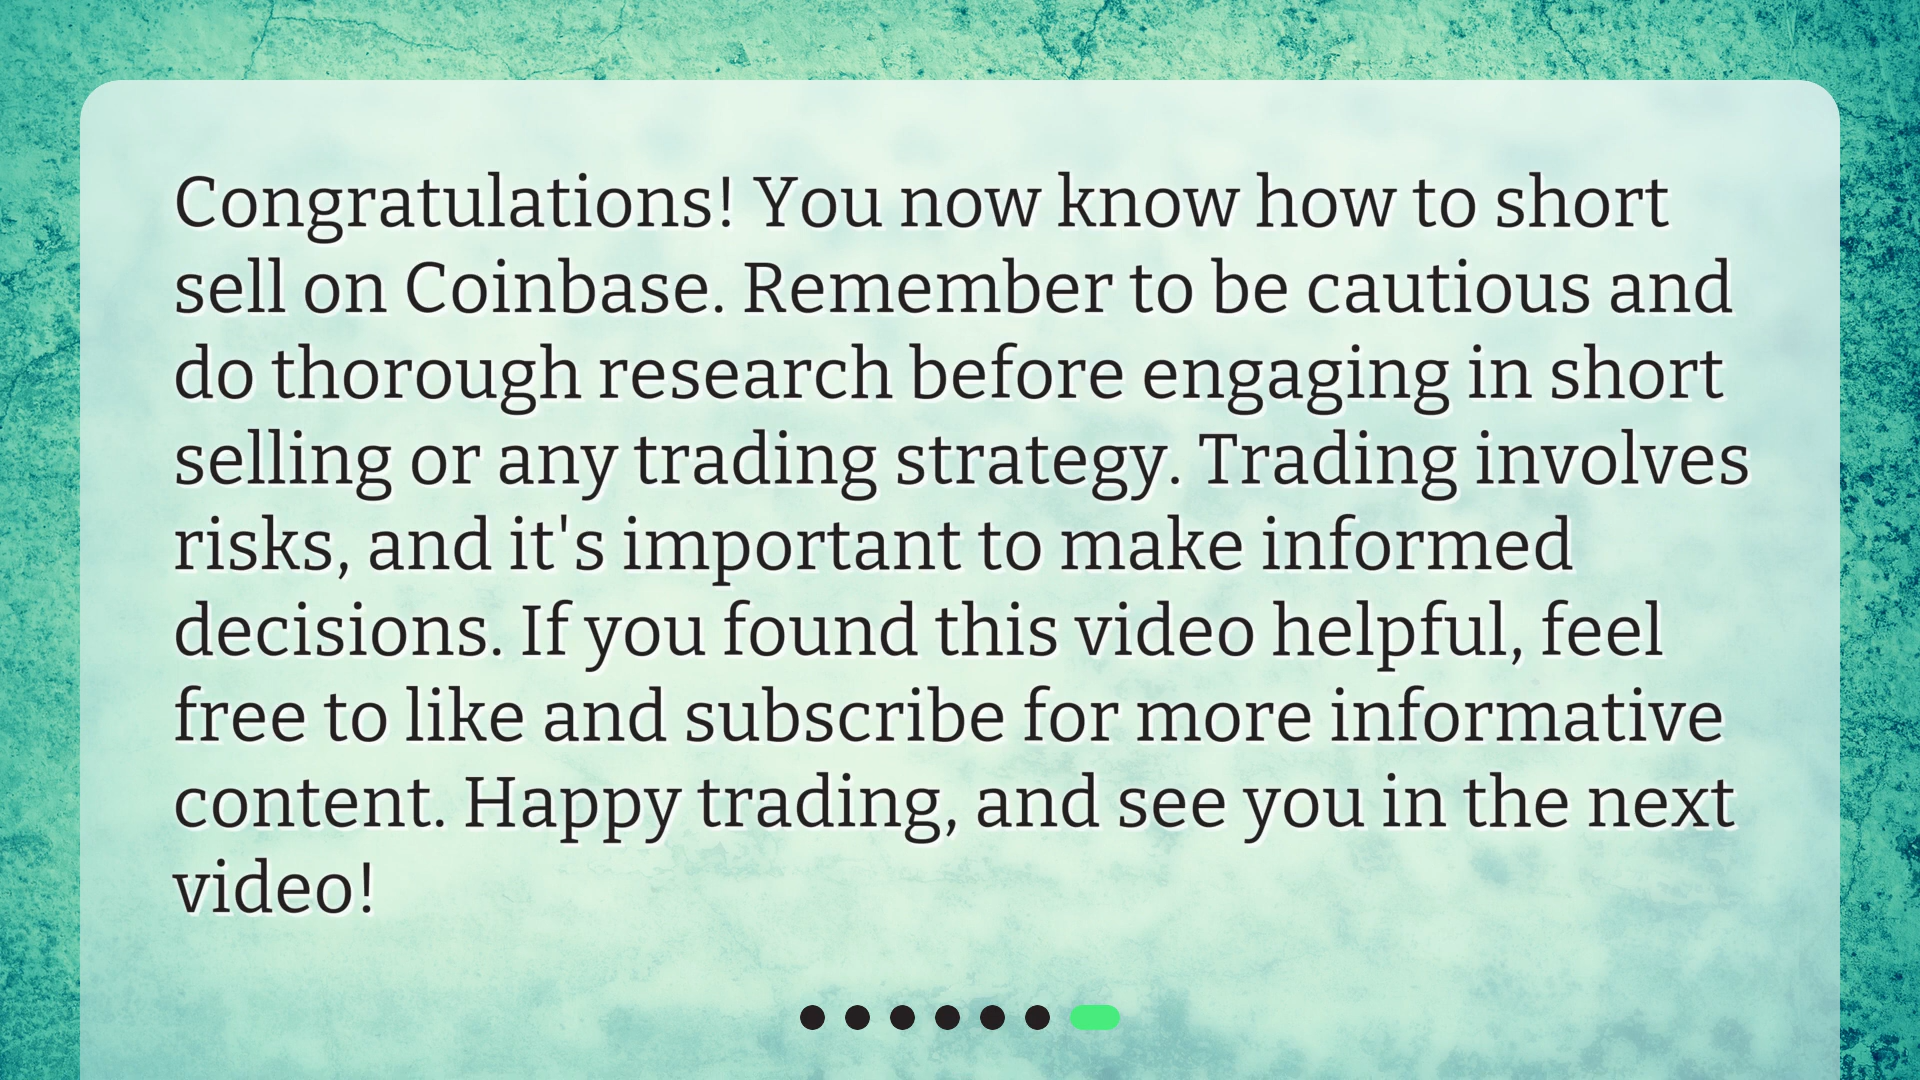 Congratulations! You now know how to short
sell on Coinbase. Remember to be cautious and
do thorough research before engaging in short
selling or any trading strategy. Trading involves
risks, and it's important to make informed
decisions. If you found this video helpful, feel
free to like and subscribe for more informative
content. Happy trading, and see you in the next
video!